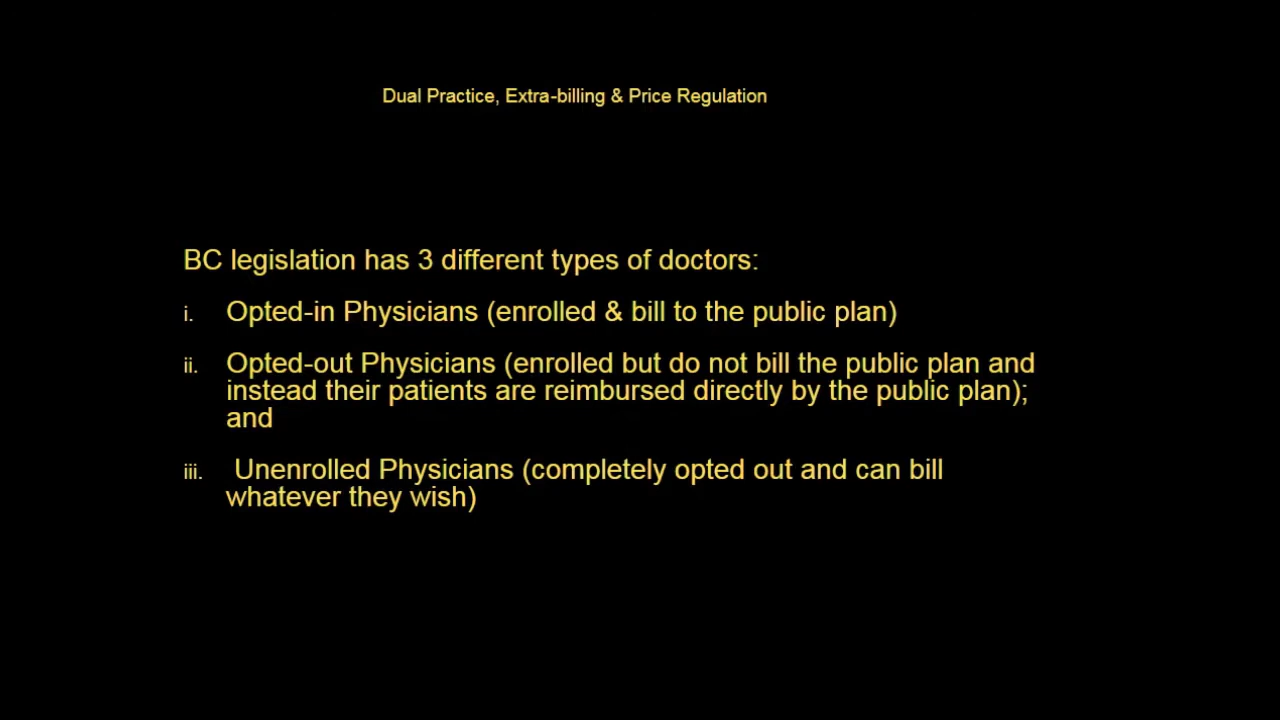 Dual Practice, Extra-billing & Price Regulation
BC legislation has 3 different types of doctors:
i. Opted-in Physicians (enrolled & bill to the public plan)
ii. Opted-out Physicians (enrolled but do not bill the public plan and
instead their patients are reimbursed directly by the public plan);
and
iii. Unenrolled Physicians (completely opted out and can bill
whatever they wish)